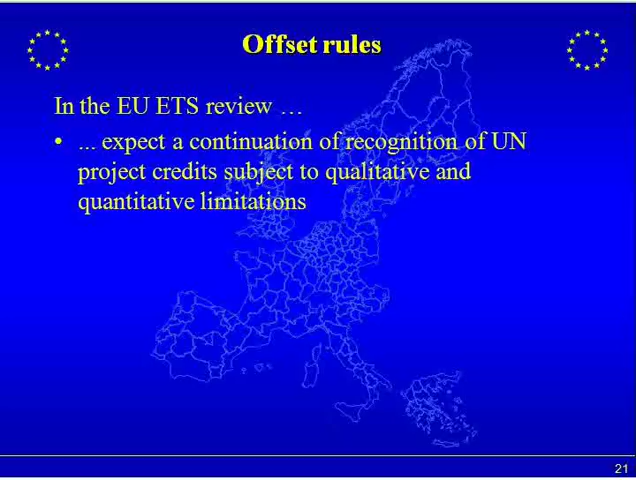 Offset rules
In the EU ETS review …
• ... expect a continuation of recognition of UN
project credits subject to qualitative and
quantitative limitations
21